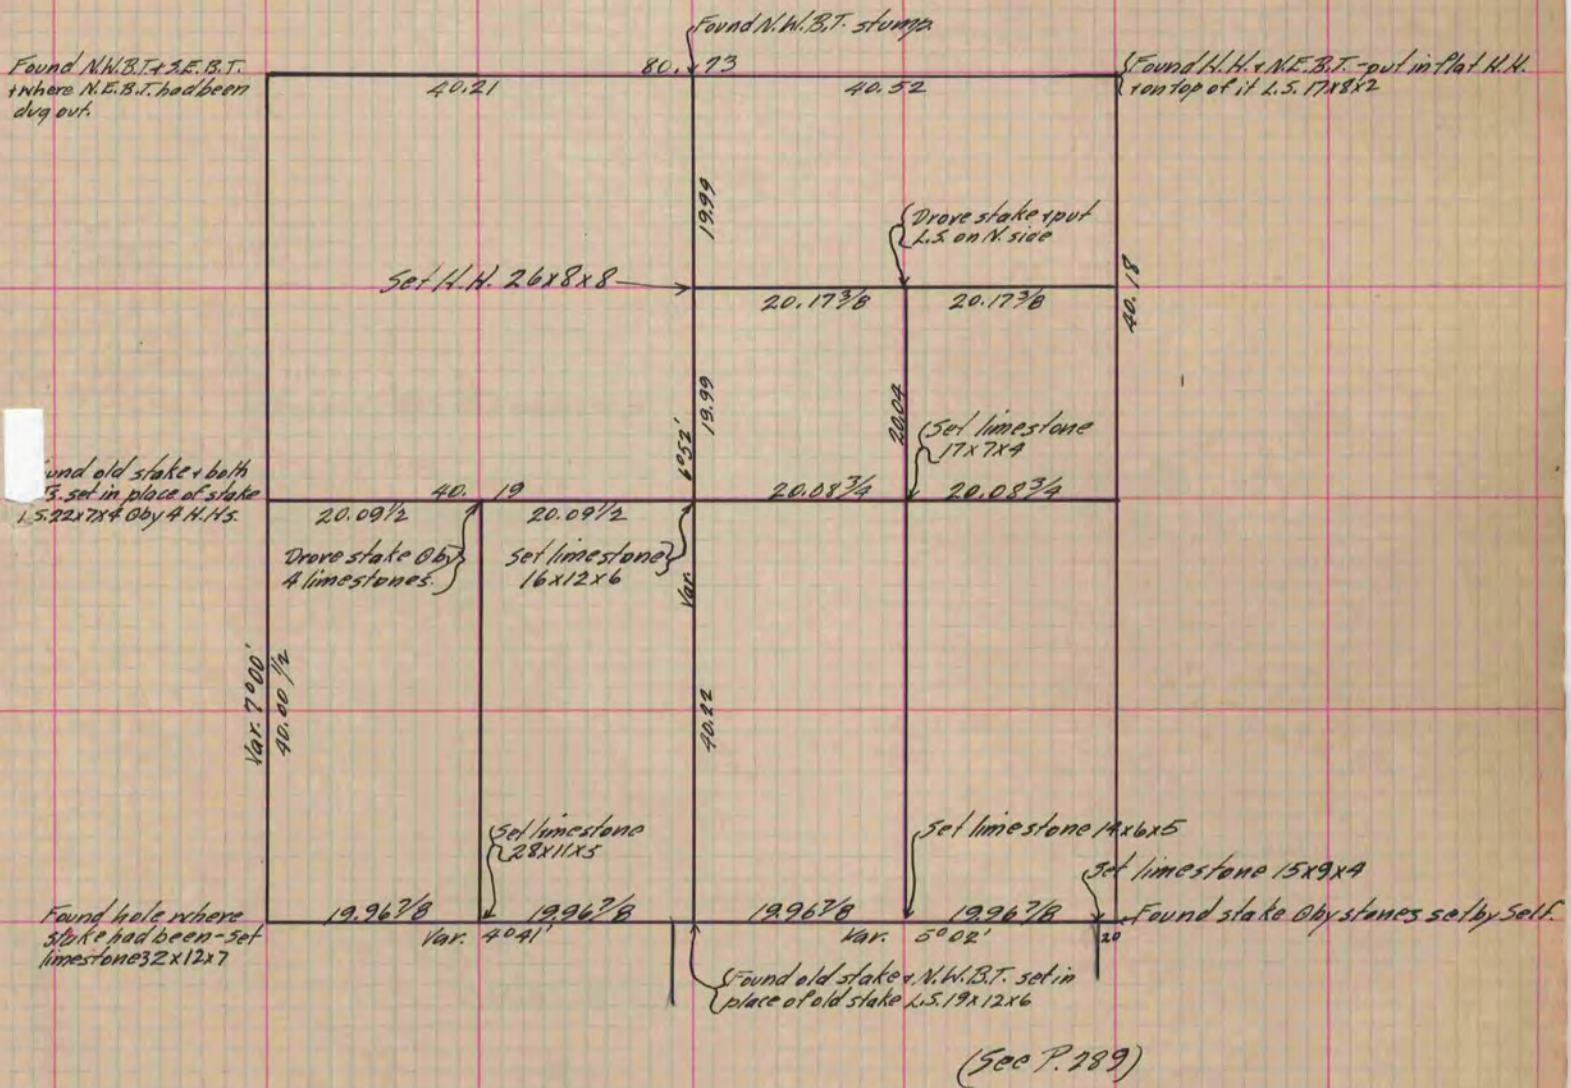 Found N.W.B.T. stump
Found N.W.B.T. + S.E.B.T.
+ where N.E.B.T. had been
dug out.
80.73
40.21
40.52
Found H.H. + N.E.B.T. - put in flat H.H.
+ on top of it L.S. 17x8x2
19.99
Drove stake + put
L.S. on N. side
Set H.H. 26x8x8
20.17 3/8
20.17 3/8
40.18
19.99
6°52'
20.04
Set limestone
17x7x4
und old stake + both
set in place of stake
L.S. 22x7x4 ⊙ by 4 H.Hs.
40.19
20.09 1/2
20.09 1/2
20.08 3/4
20.08 3/4
Drove stake ⊙ by
4 limestones.
Set limestone
16x12x6
Var.
Var. 7°00'
40.00 1/2
40.22
Set limestone
28x11x5
Set limestone 14x6x5
Set limestone 15x9x4
Found hole where
stake had been - set
limestone 32x12x7
19.96 7/8
19.96 7/8
19.96 7/8
19.96 7/8
Found stake ⊙ by stones set by Self.
Var. 4°41'
Var. 5°02'
20
Found old stake + N.W.B.T. set in
place of old stake L.S. 19x12x6
(See P. 289)